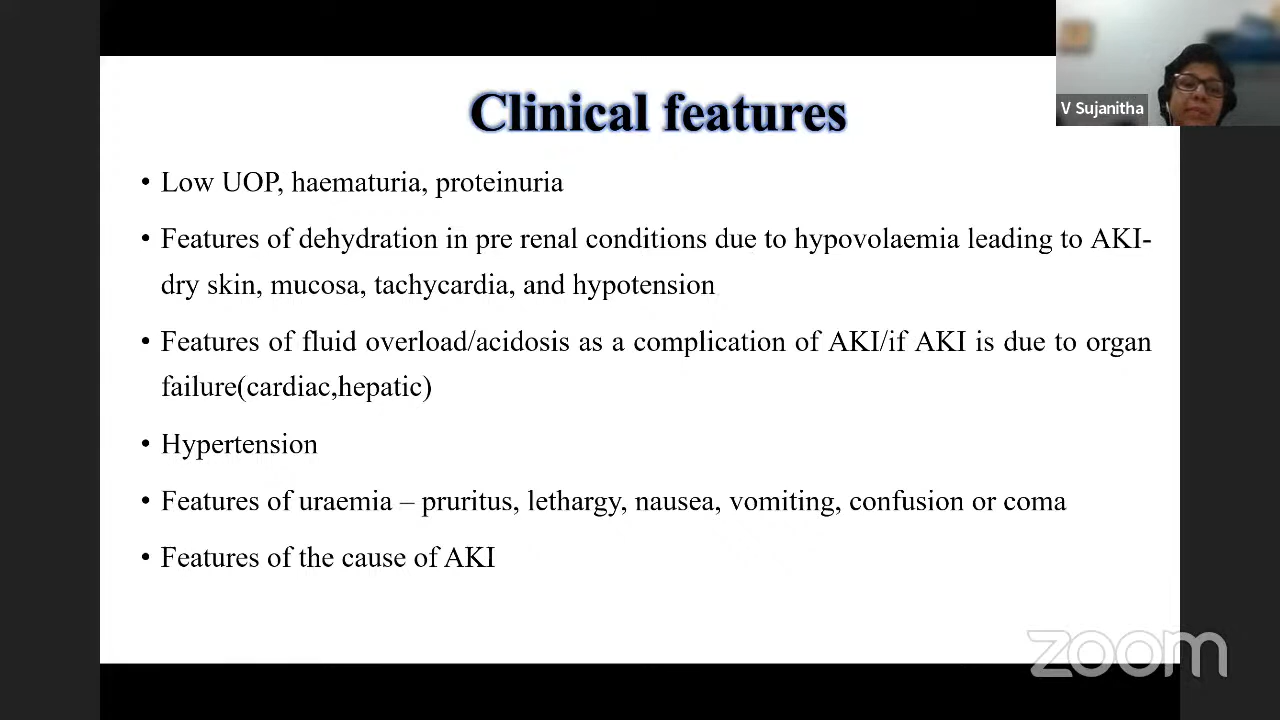 Clinical features
V Sujanitha
• Low UOP, haematuria, proteinuria
• Features of dehydration in pre renal conditions due to hypovolaemia leading to AKI-
dry skin, mucosa, tachycardia, and hypotension
• Features of fluid overload/acidosis as a complication of AKI/if AKI is due to organ
failure(cardiac,hepatic)
• Hypertension
• Features of uraemia – pruritus, lethargy, nausea, vomiting, confusion or coma
• Features of the cause of AKI
zoom